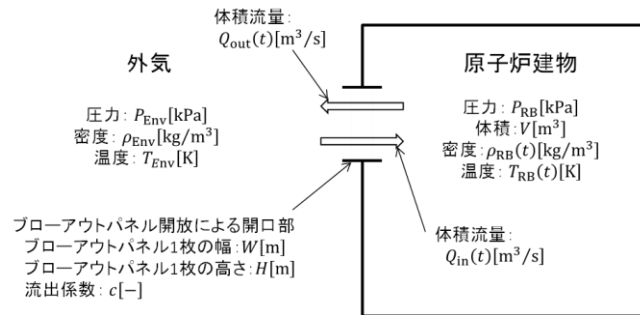 体積流量：
Q_out(t)[m³/s]
外気
圧力：P_Env[kPa]
密度：ρ_Env[kg/m³]
温度：T_Env[K]
原子炉建物
圧力：P_RB[kPa]
体積：V[m³]
密度：ρ_RB(t)[kg/m³]
温度：T_RB(t)[K]
ブローアウトパネル開放による開口部
ブローアウトパネル1枚の幅：W[m]
ブローアウトパネル1枚の高さ：H[m]
流出係数：c[−]
体積流量：
Q_in(t)[m³/s]